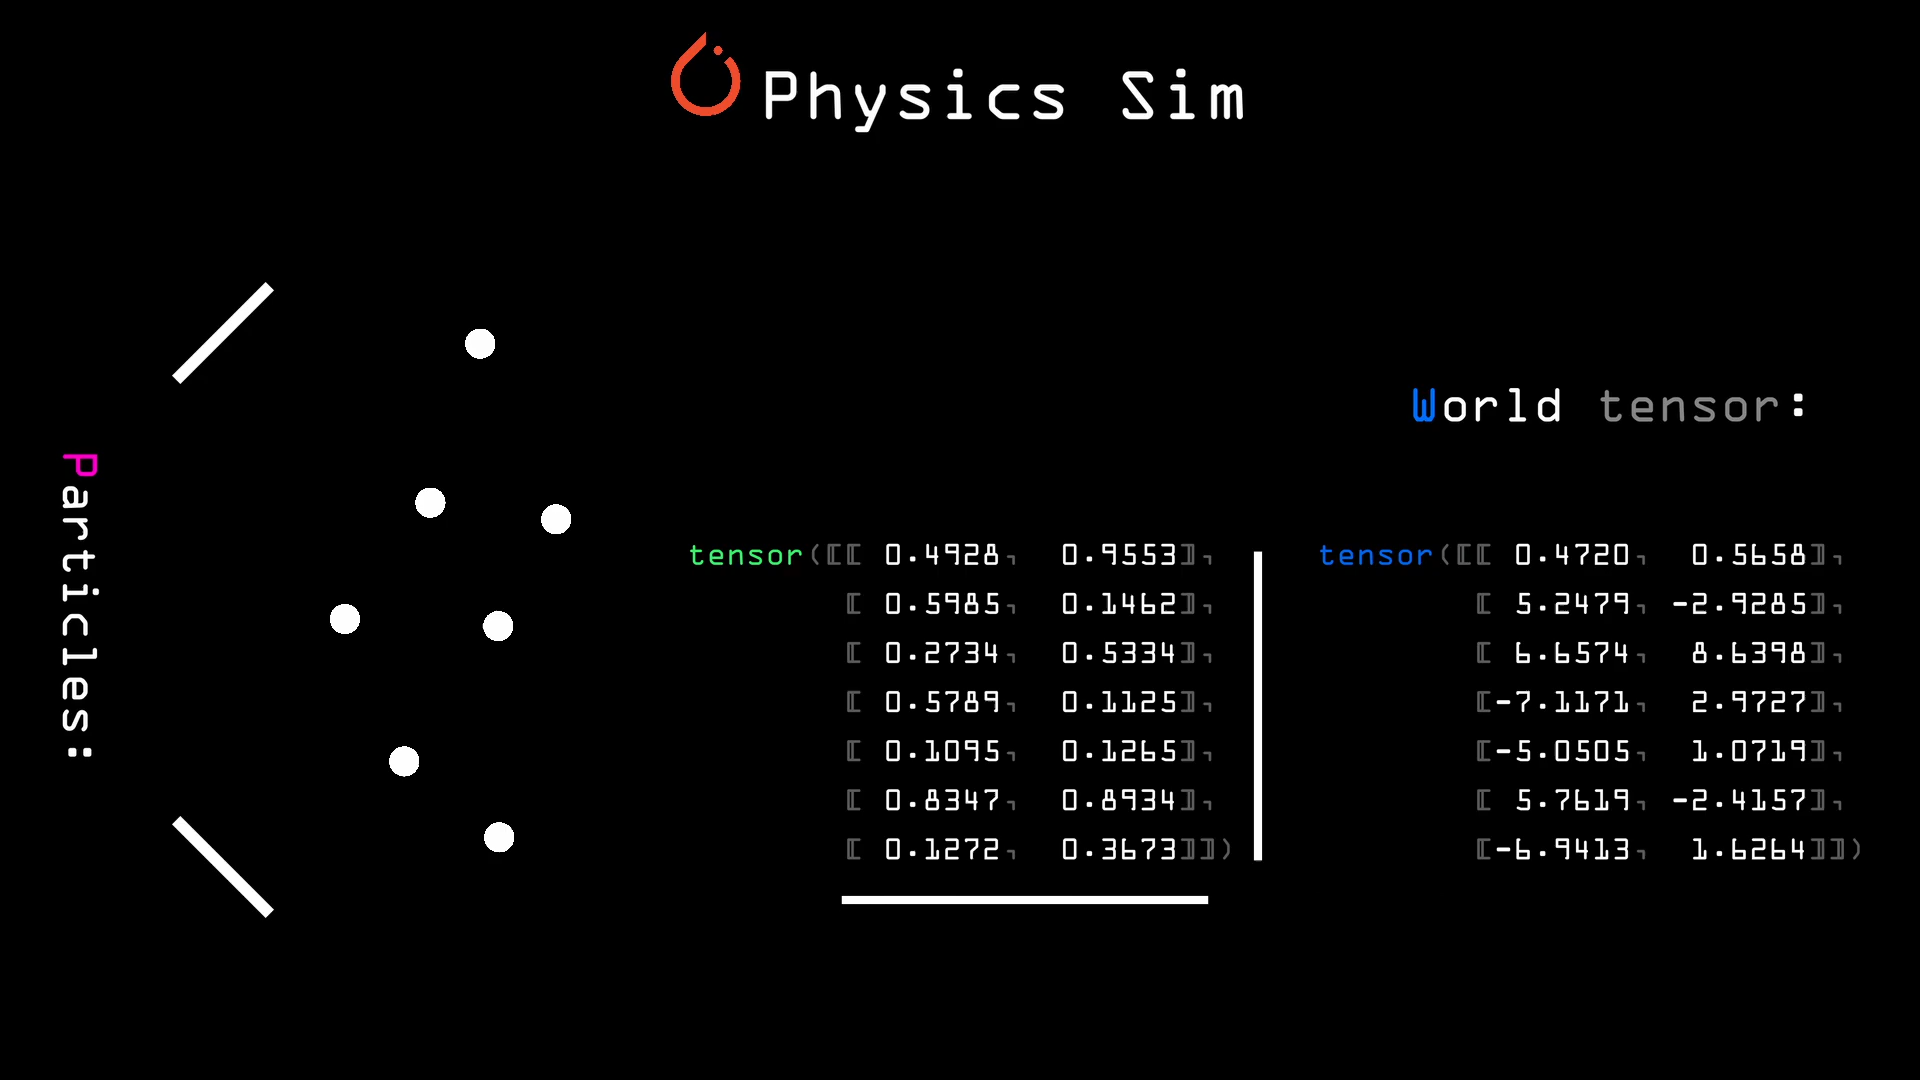 Physics Sim
World tensor:
Particles:
tensor([[ 0.4928, 0.9553],
[ 0.5985, 0.1462],
[ 0.2734, 0.5334],
[ 0.5789, 0.1125],
[ 0.1095, 0.1265],
[ 0.8347, 0.8934],
[ 0.1272, 0.3673]])
tensor([[ 0.4720, 0.5658],
[ 5.2479, -2.9285],
[ 6.6574, 8.6398],
[-7.1171, 2.9727],
[-5.0505, 1.0719],
[ 5.7619, -2.4157],
[-6.9413, 1.6264]])